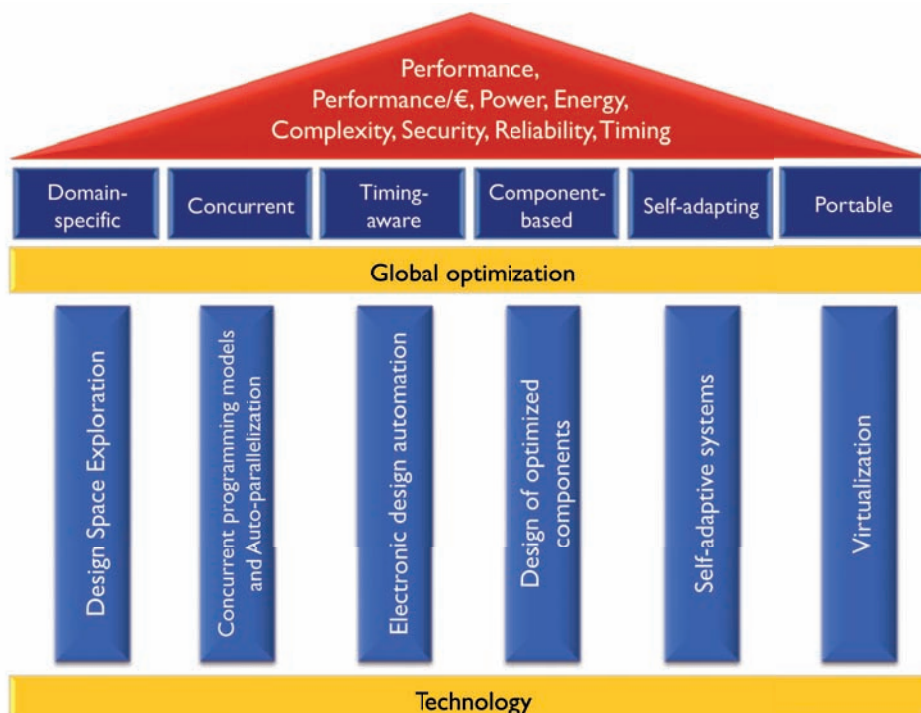 Performance,
Performance/€, Power, Energy,
Complexity, Security, Reliability, Timing
Domain-
specific
Concurrent
Timing-
aware
Component-
based
Self-adapting
Portable
Global optimization
Design Space Exploration
Concurrent programming models
and Auto-parallelization
Electronic design automation
Design of optimized
components
Self-adaptive systems
Virtualization
Technology